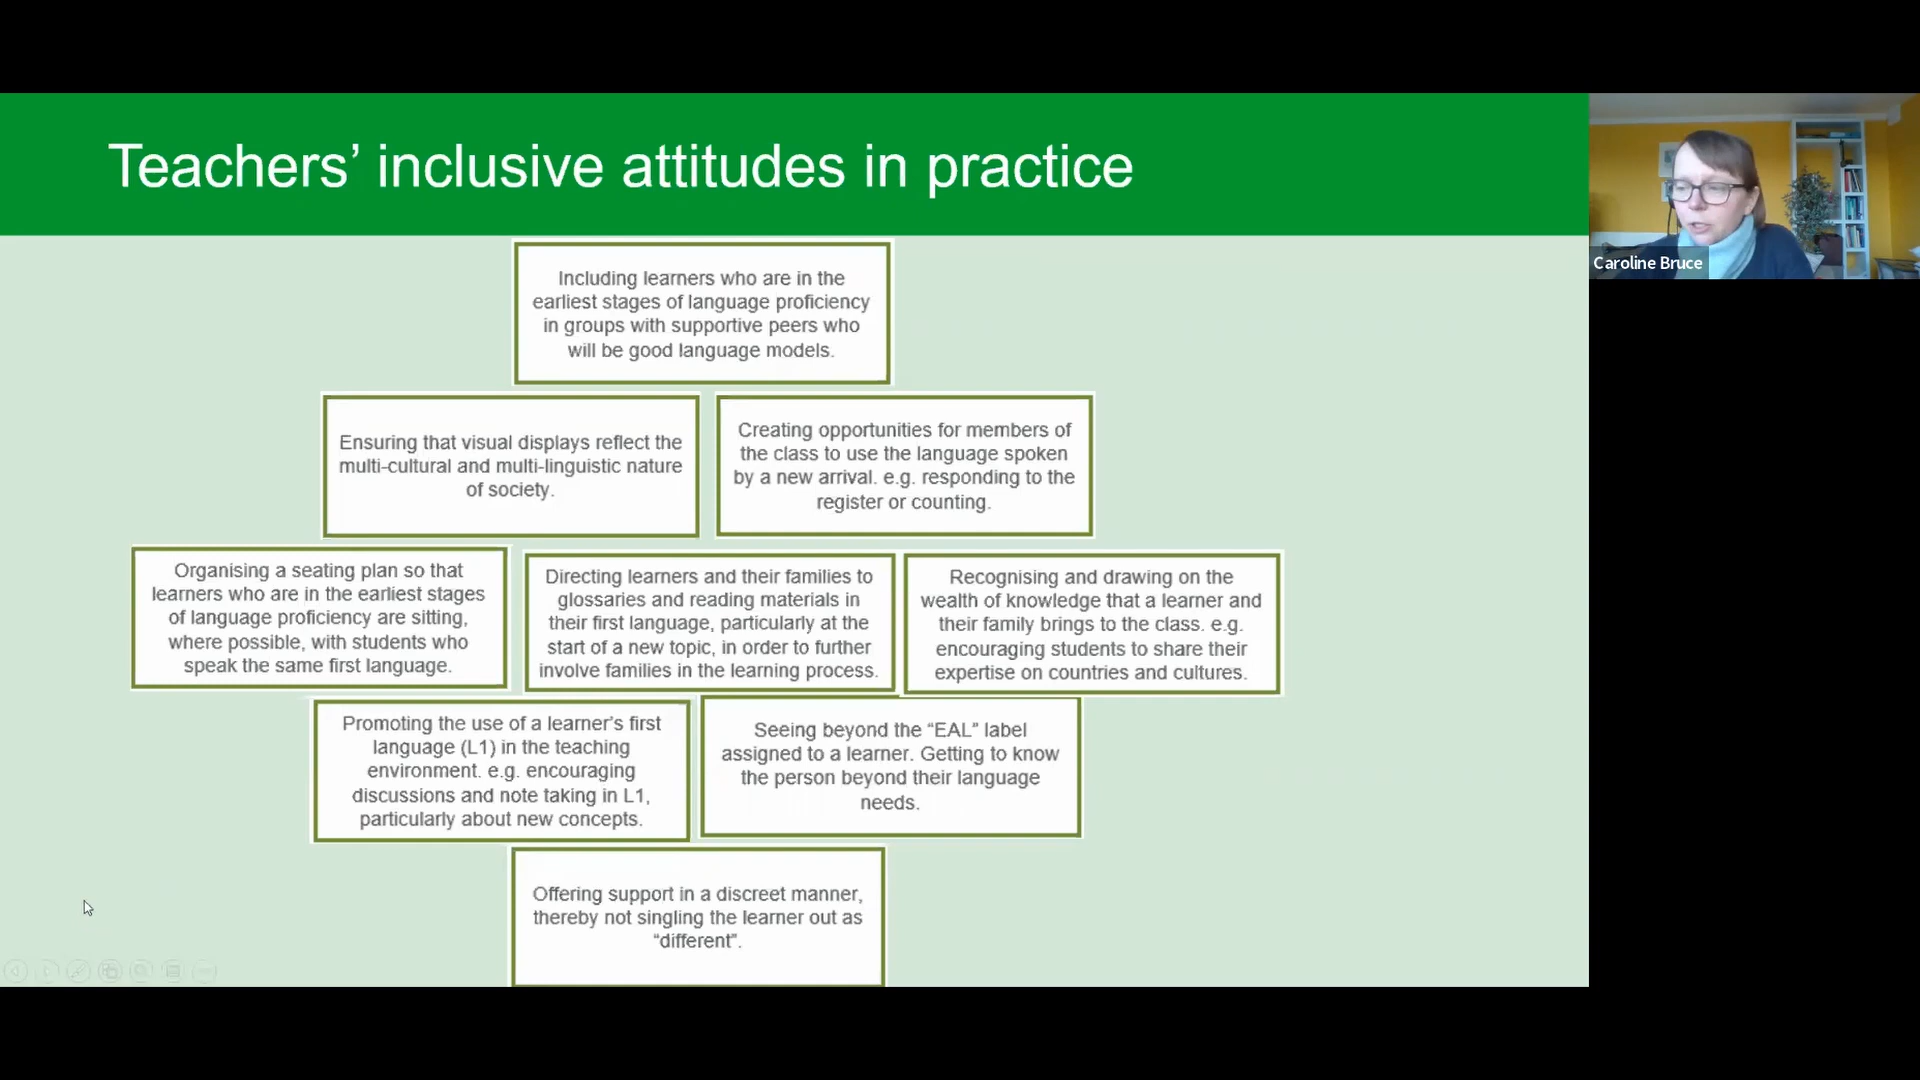 Teachers’ inclusive attitudes in practice
Caroline Bruce
Including learners who are in the
earliest stages of language proficiency
in groups with supportive peers who
will be good language models.
Ensuring that visual displays reflect the
multi-cultural and multi-linguistic nature
of society.
Creating opportunities for members of
the class to use the language spoken
by a new arrival. e.g. responding to the
register or counting.
Organising a seating plan so that
learners who are in the earliest stages
of language proficiency are sitting,
where possible, with students who
speak the same first language.
Directing learners and their families to
glossaries and reading materials in
their first language, particularly at the
start of a new topic, in order to further
involve families in the learning process.
Recognising and drawing on the
wealth of knowledge that a learner and
their family brings to the class. e.g.
encouraging students to share their
expertise on countries and cultures.
Promoting the use of a learner’s first
language (L1) in the teaching
environment. e.g. encouraging
discussions and note taking in L1,
particularly about new concepts.
Seeing beyond the “EAL” label
assigned to a learner. Getting to know
the person beyond their language
needs.
Offering support in a discreet manner,
thereby not singling the learner out as
“different”.